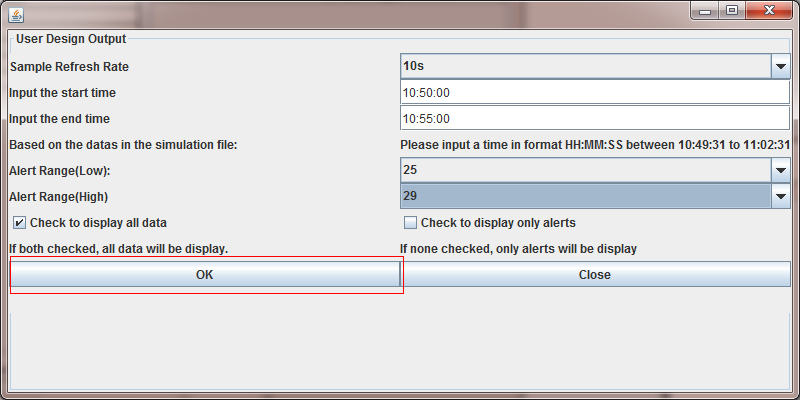 User Design Output
Sample Refresh Rate 10s
Input the start time 10:50:00
Input the end time 10:55:00
Based on the datas in the simulation file: Please input a time in format HH:MM:SS between 10:49:31 to 11:02:31
Alert Range(Low): 25
Alert Range(High) 29
Check to display all data Check to display only alerts
If both checked, all data will be display. If none checked, only alerts will be display
OK Close